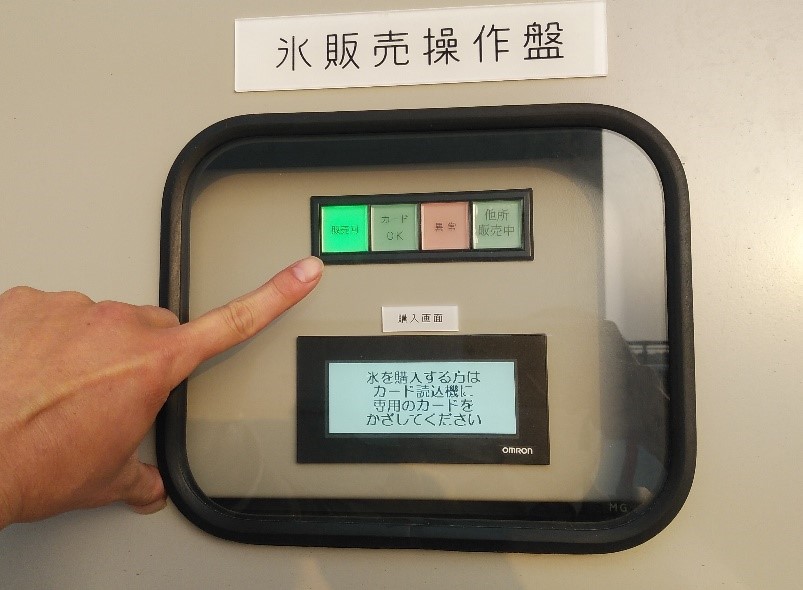 氷販売操作盤
販売可
カード
OK
異常
他所
販売中
購入画面
氷を購入する方は
カード読込機に
専用のカードを
かざしてください
OMRON
MG